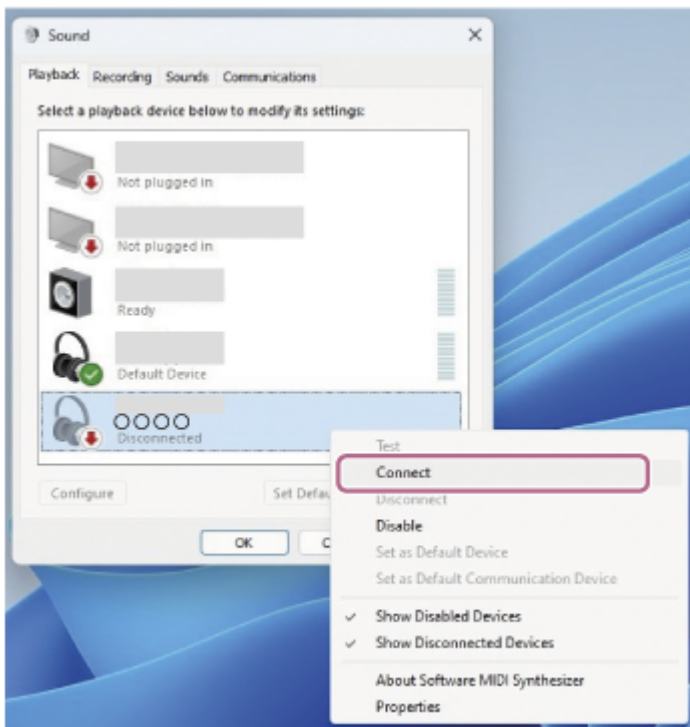 Sound
Playback Recording Sounds Communications
Select a playback device below to modify its settings:
Not plugged in
Not plugged in
Ready
Default Device
○○○○
Disconnected
Configure
Set Defau
OK
C
Test
Connect
Disconnect
Disable
Set as Default Device
Set as Default Communication Device
Show Disabled Devices
Show Disconnected Devices
About Software MIDI Synthesizer
Properties